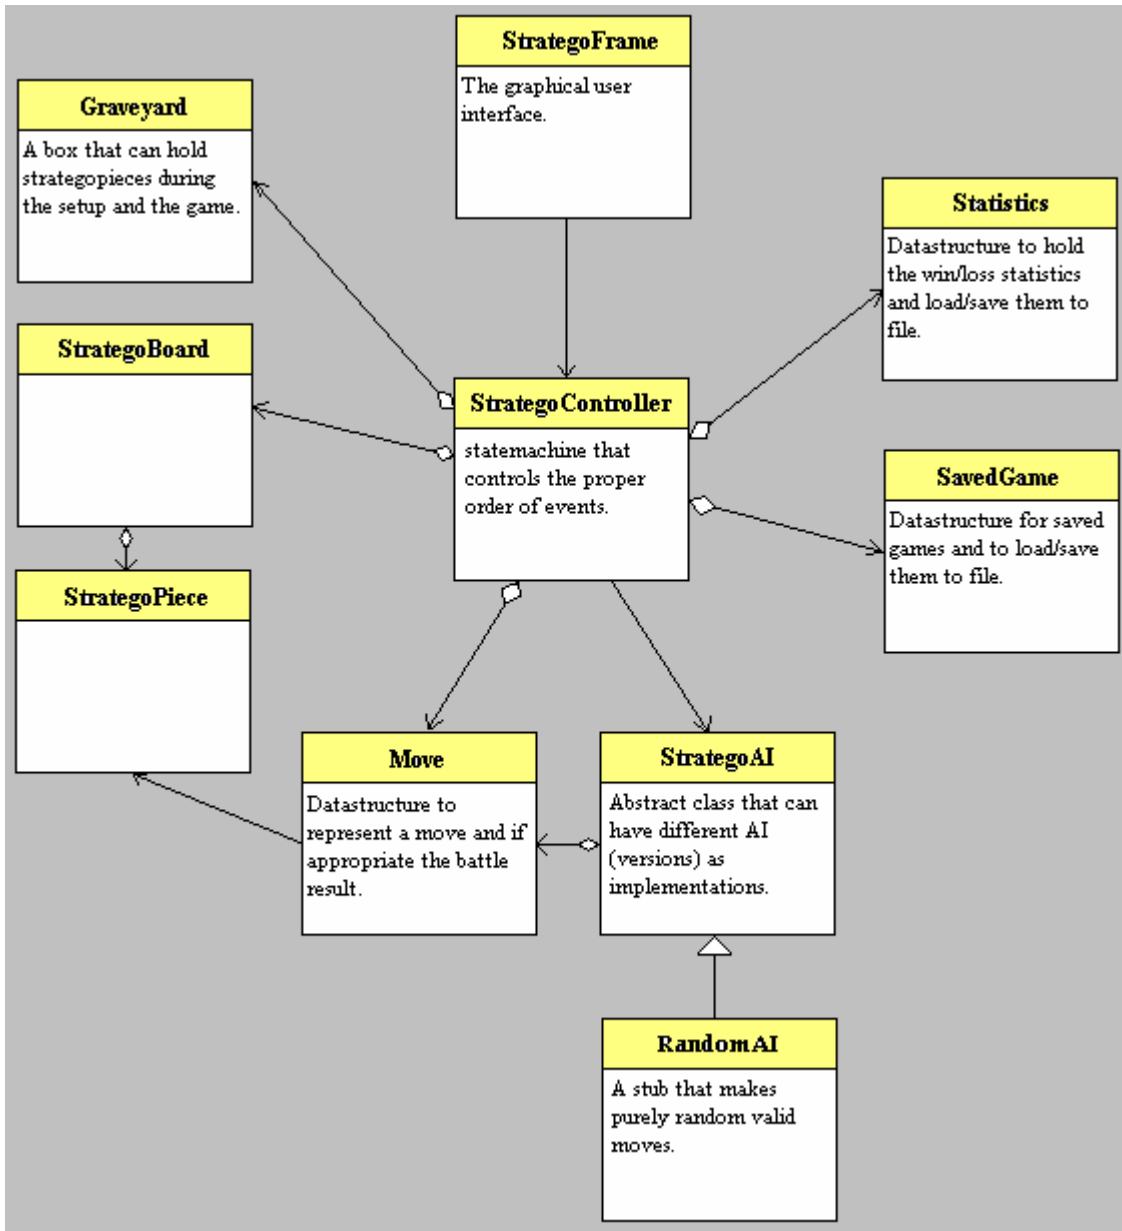 StrategoFrame
The graphical user
interface.
Graveyard
A box that can hold
strategopieces during
the setup and the game.
Statistics
Datastructure to hold
the win/loss statistics
and load/save them to
file.
StrategoBoard
StrategoController
statemachine that
controls the proper
order of events.
SavedGame
Datastructure for saved
games and to load/save
them to file.
StrategoPiece
Move
Datastructure to
represent a move and if
appropriate the battle
result.
StrategoAI
Abstract class that can
have different AI
(versions) as
implementations.
RandomAI
A stub that makes
purely random valid
moves.